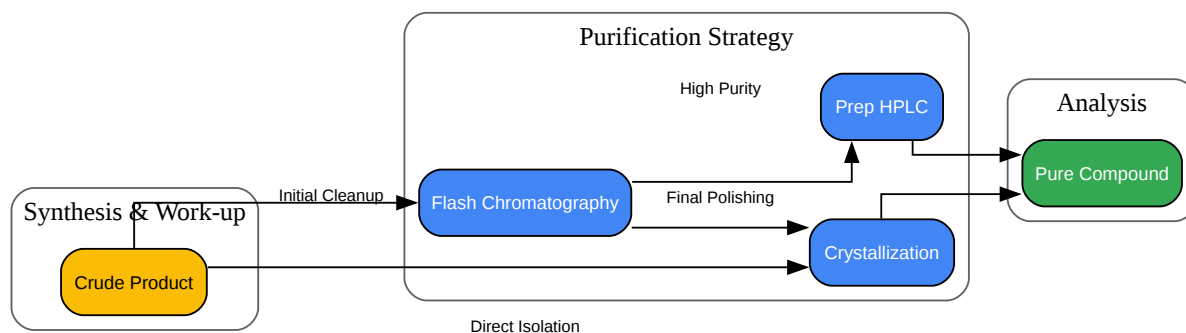 Purification Strategy
High Purity
Prep HPLC
Analysis
Pure Compound
Initial Cleanup
Flash Chromatography
Final Polishing
Synthesis & Work-up
Crystallization
Crude Product
Direct Isolation